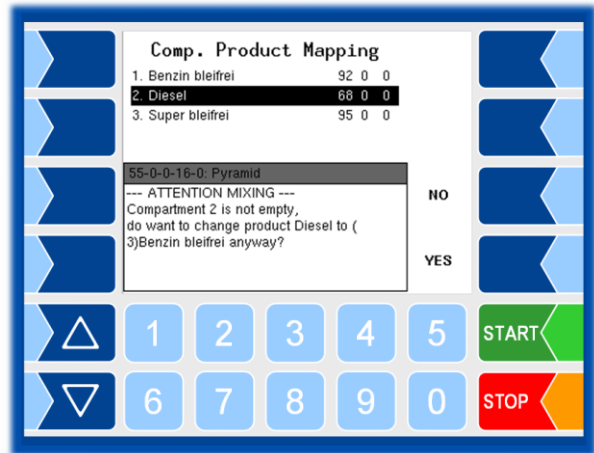 Comp. Product Mapping
1. Benzin bleifrei 92 0 0
2. Diesel 68 0 0
3. Super bleifrei 95 0 0
55-0-0-16-0: Pyramid
--- ATTENTION MIXING ---
Compartment 2 is not empty,
do want to change product Diesel to (
3)Benzin bleifrei anyway?
NO
YES
1 2 3 4 5 START
6 7 8 9 0 STOP